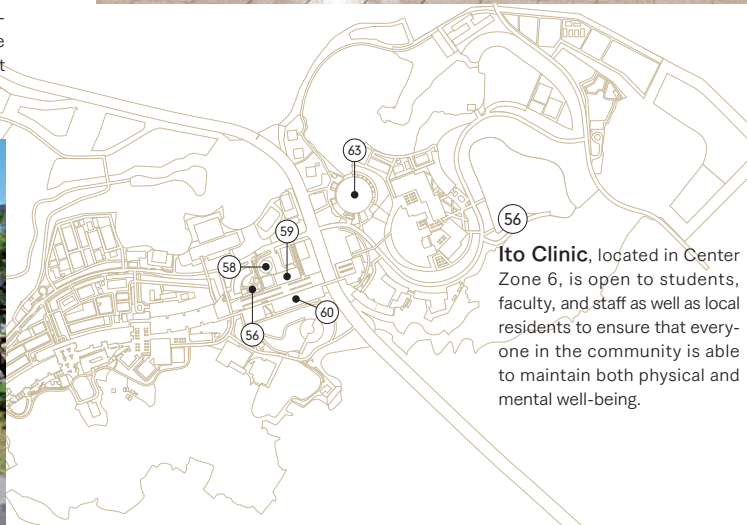 -
e
t
63
59
58
56
60
56
Ito Clinic, located in Center
Zone 6, is open to students,
faculty, and staff as well as local
residents to ensure that every-
one in the community is able
to maintain both physical and
mental well-being.